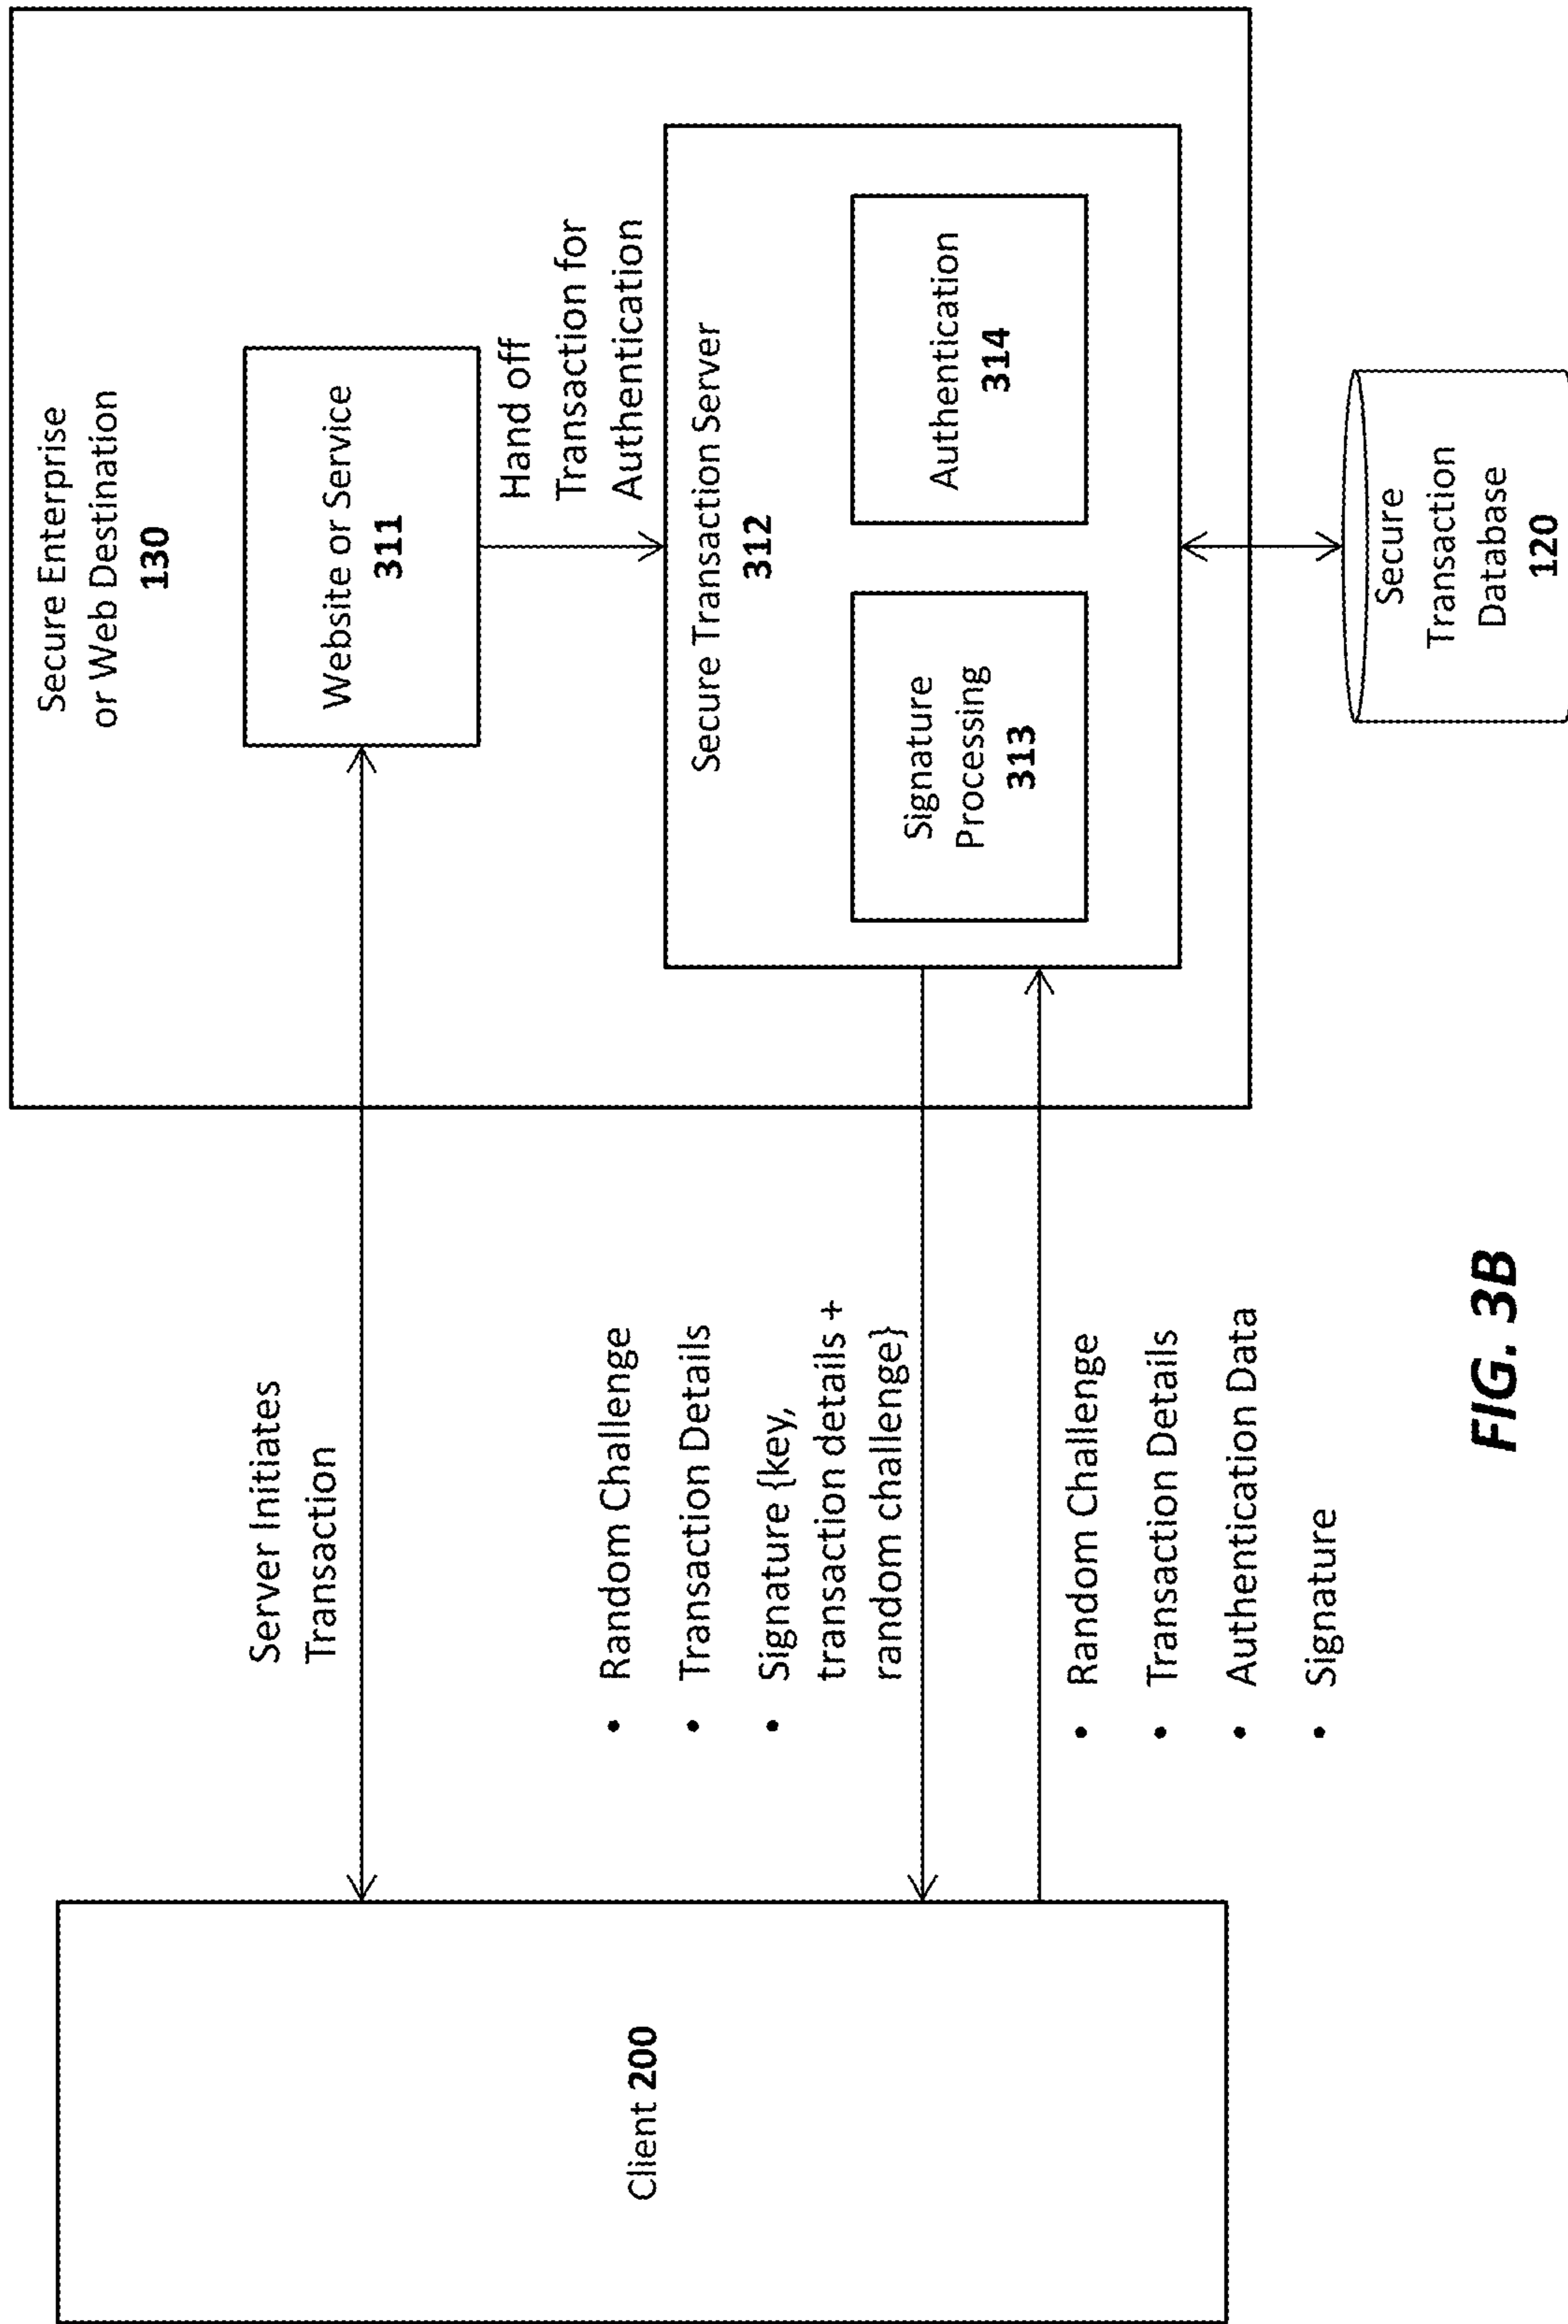 Secure Enterprise
or Web Destination
130
Server Initiates
Transaction
Website or Service
311
Hand off
Transaction for
Authentication
Client 200
• Random Challenge
• Transaction Details
• Signature {key,
transaction details +
random challenge}
Secure Transaction Server
312
Signature
Processing
313
Authentication
314
• Random Challenge
• Transaction Details
• Authentication Data
• Signature
Secure
Transaction
Database
120
FIG. 3B